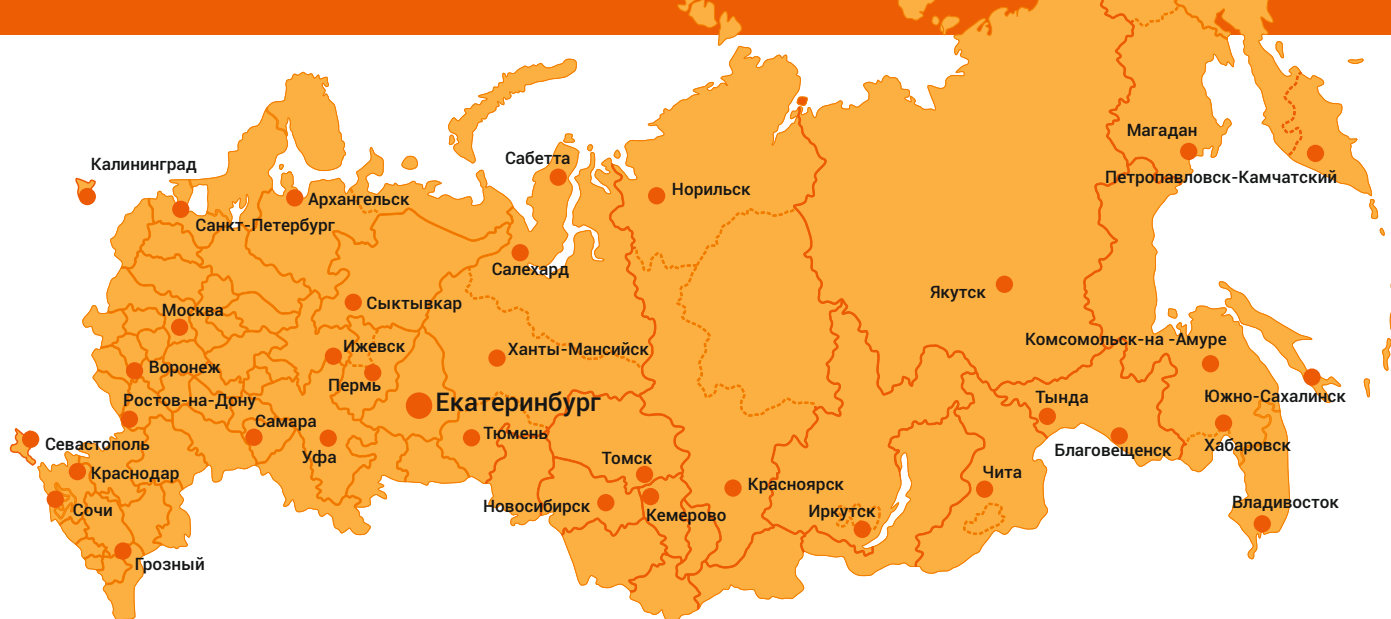 Магадан
Калининград
Сабетта
Петропавловск-Камчатский
Норильск
Архангельск
Санкт-Петербург
Салехард
Якутск
Сыктывкар
Москва
Комсомольск-на -Амуре
Ижевск
Ханты-Мансийск
Воронеж
Пермь
Южно-Сахалинск
Тында
Ростов-на-Дону
Екатеринбург
Самара
Тюмень
Севастополь
Хабаровск
Благовещенск
Уфа
Томск
Краснодар
Чита
Красноярск
Владивосток
Новосибирск
Сочи
Иркутск
Кемерово
Грозный